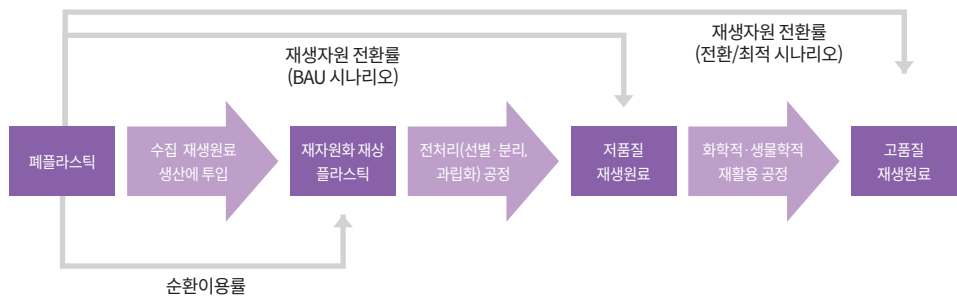 재생자원 전환률
(전환/최적 시나리오)
재생자원 전환률
(BAU 시나리오)
폐플라스틱
수집 재생원료
생산에 투입
재자원화 재상
플라스틱
전처리(선별·분리,
과립화) 공정
저품질
재생원료
화학적·생물학적
재활용 공정
고품질
재생원료
순환이용률